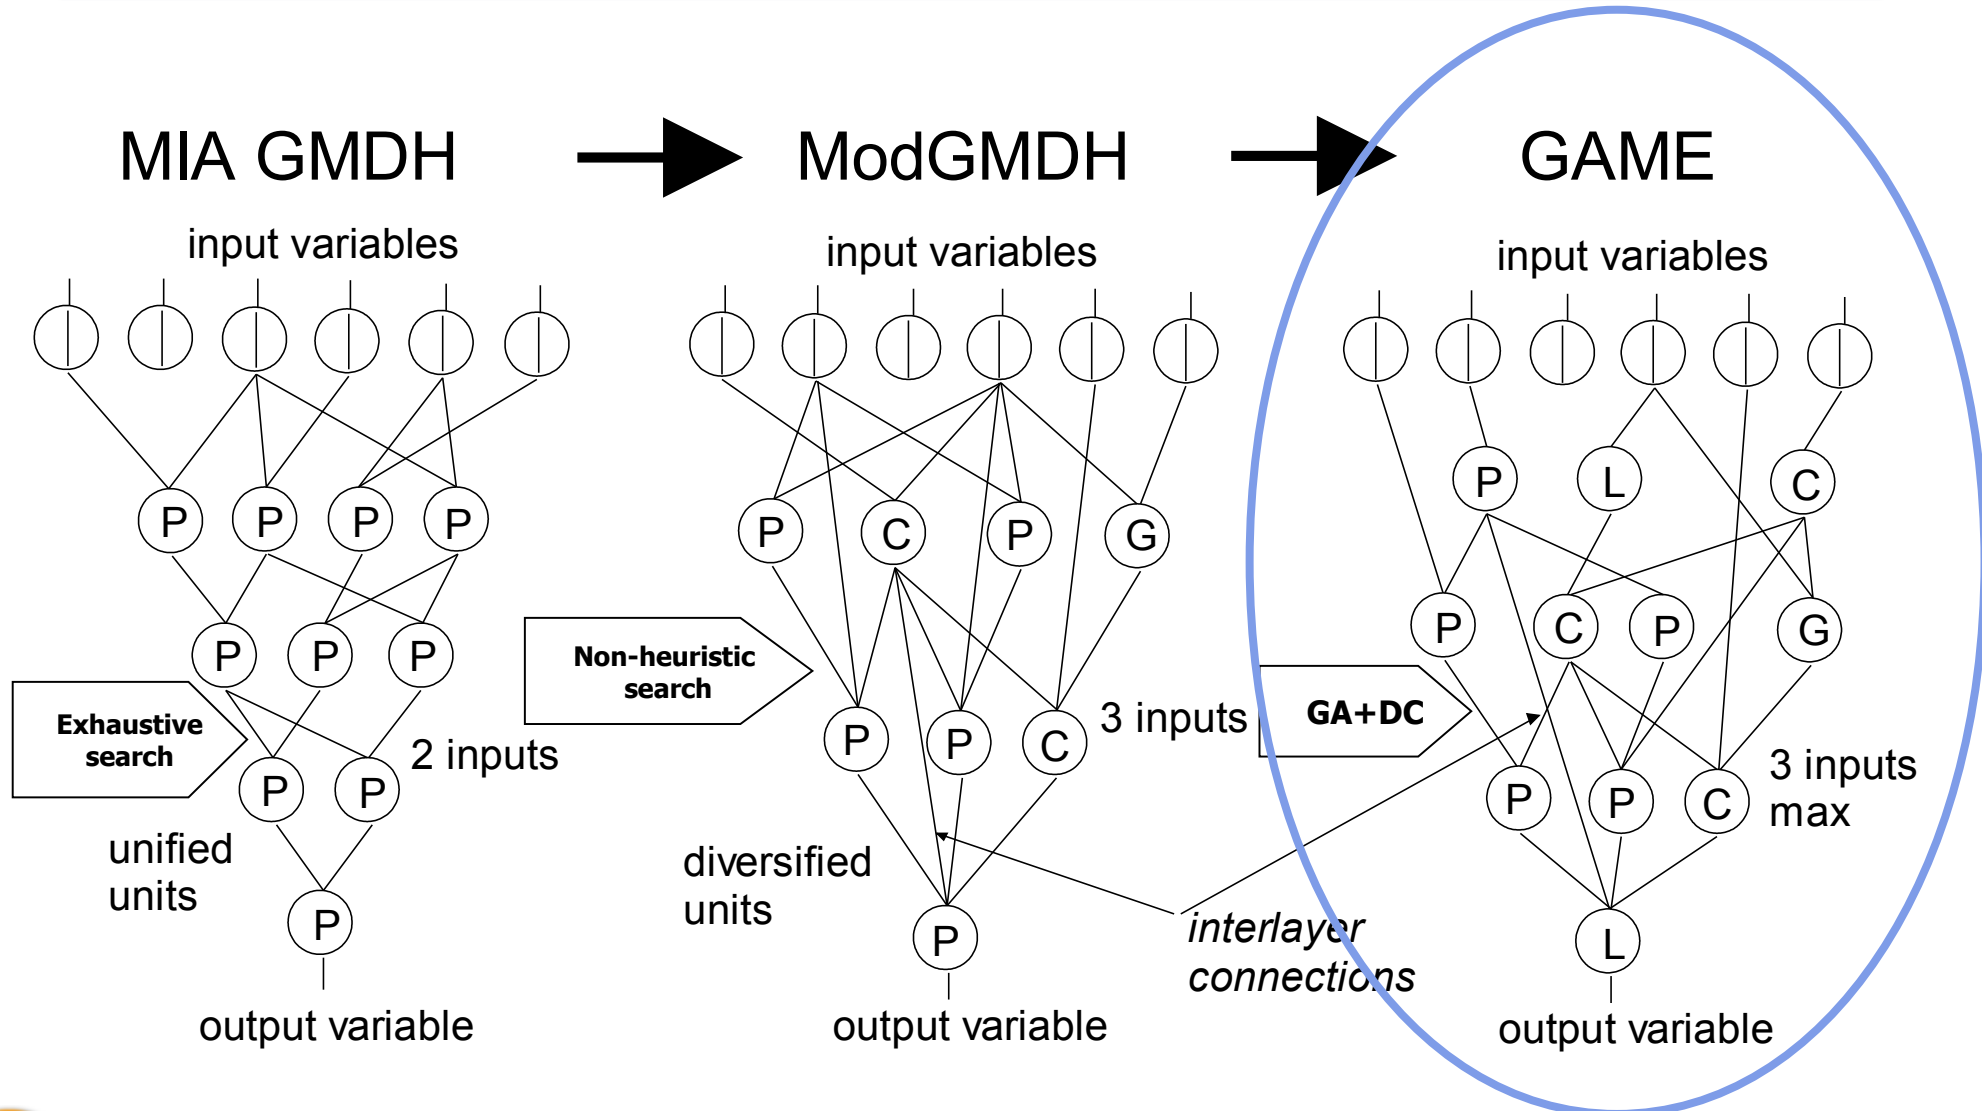 MIA GMDH
ModGMDH
GAME
input variables
input variables
input variables
P
L
C
P
P
P
P
P
C
P
G
P
C
P
G
P
P
P
Exhaustive
search
2 inputs
Non-heuristic
search
P
P
C
3 inputs
GA+DC
P
P
P
P
C
3 inputs
max
unified
units
diversified
units
interlayer
connections
P
P
L
output variable
output variable
output variable